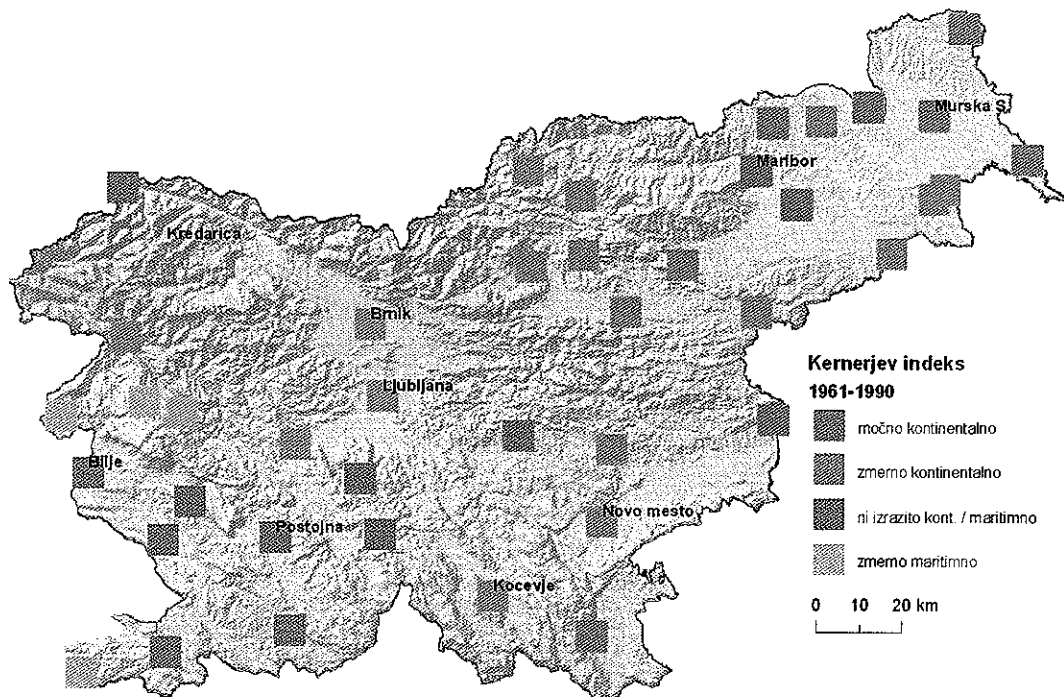 Murska S.
Maribor
Kredarica
Brnik
Ljubljana
Bilje
Postojna
Novo mesto
Kocevje
Kernerjev indeks
1961-1990
močno kontinentalno
zmerno kontinentalno
ni izrazito kont. / maritimno
zmerno maritimno
0 10 20 km